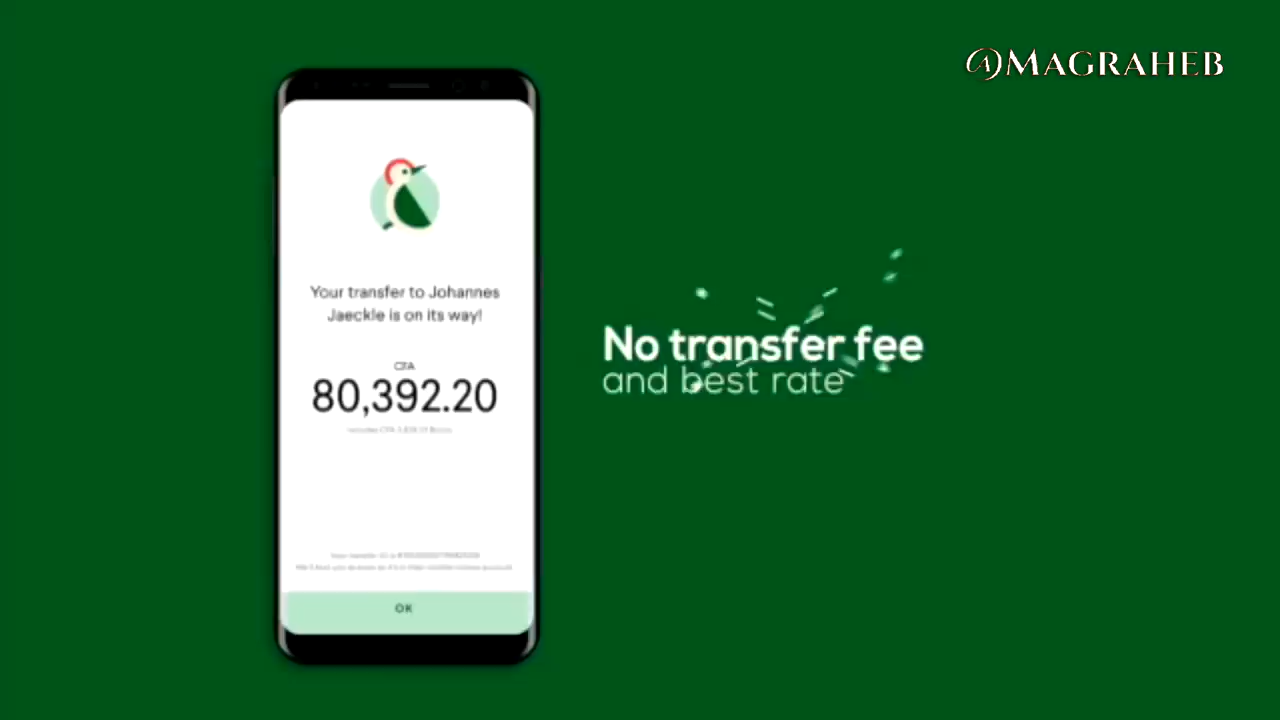 @MAGRAHEB
Your transfer to Johannes
Jaeckle is on its way!
CFA
80,392.20
No transfer fee
and best rate
OK